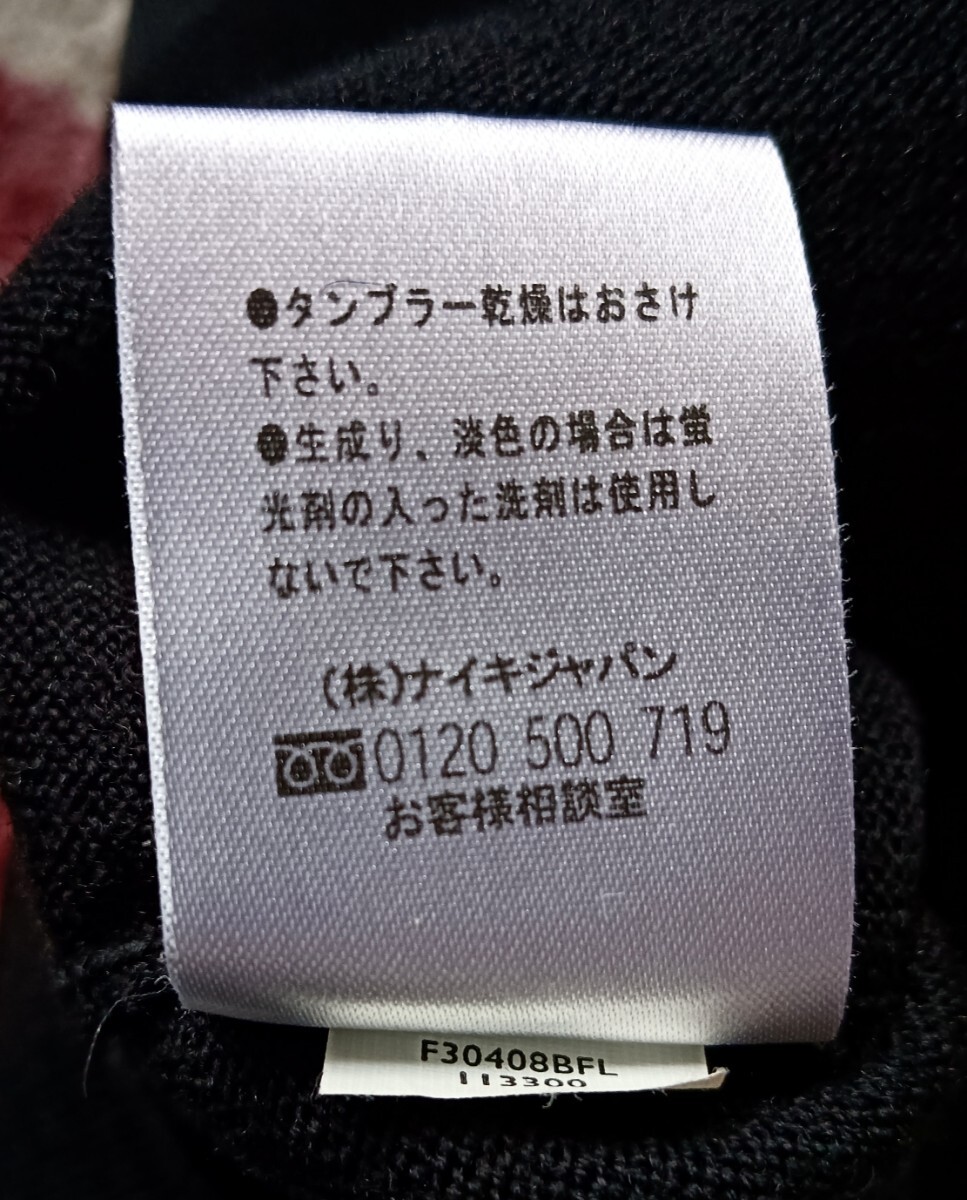 ●タンブラー乾燥はおさけ
下さい。
●生成り、淡色の場合は蛍
光剤の入った洗剤は使用し
ないで下さい。
(株)ナイキジャパン
0120 500 719
お客様相談室
F30408BFL
113300